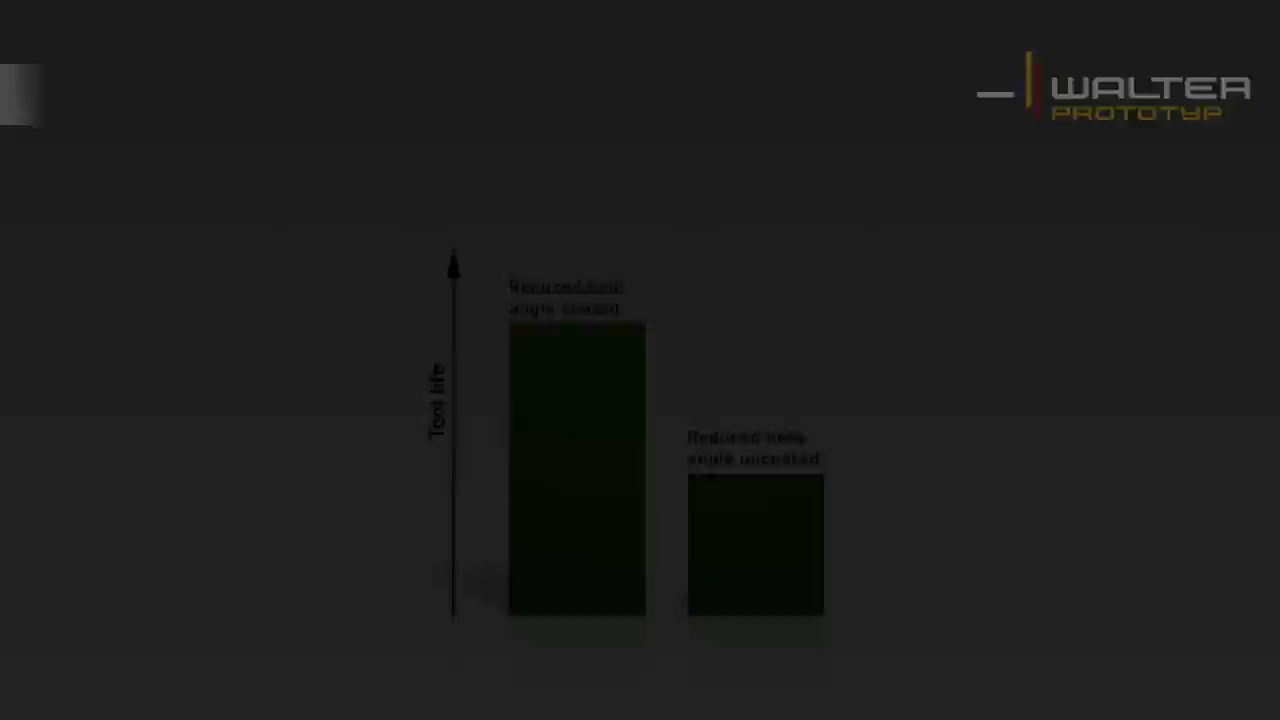 WALTER
PROTOTYP
Reduced helix
angle coated
Tool life
Reduced helix
angle uncoated